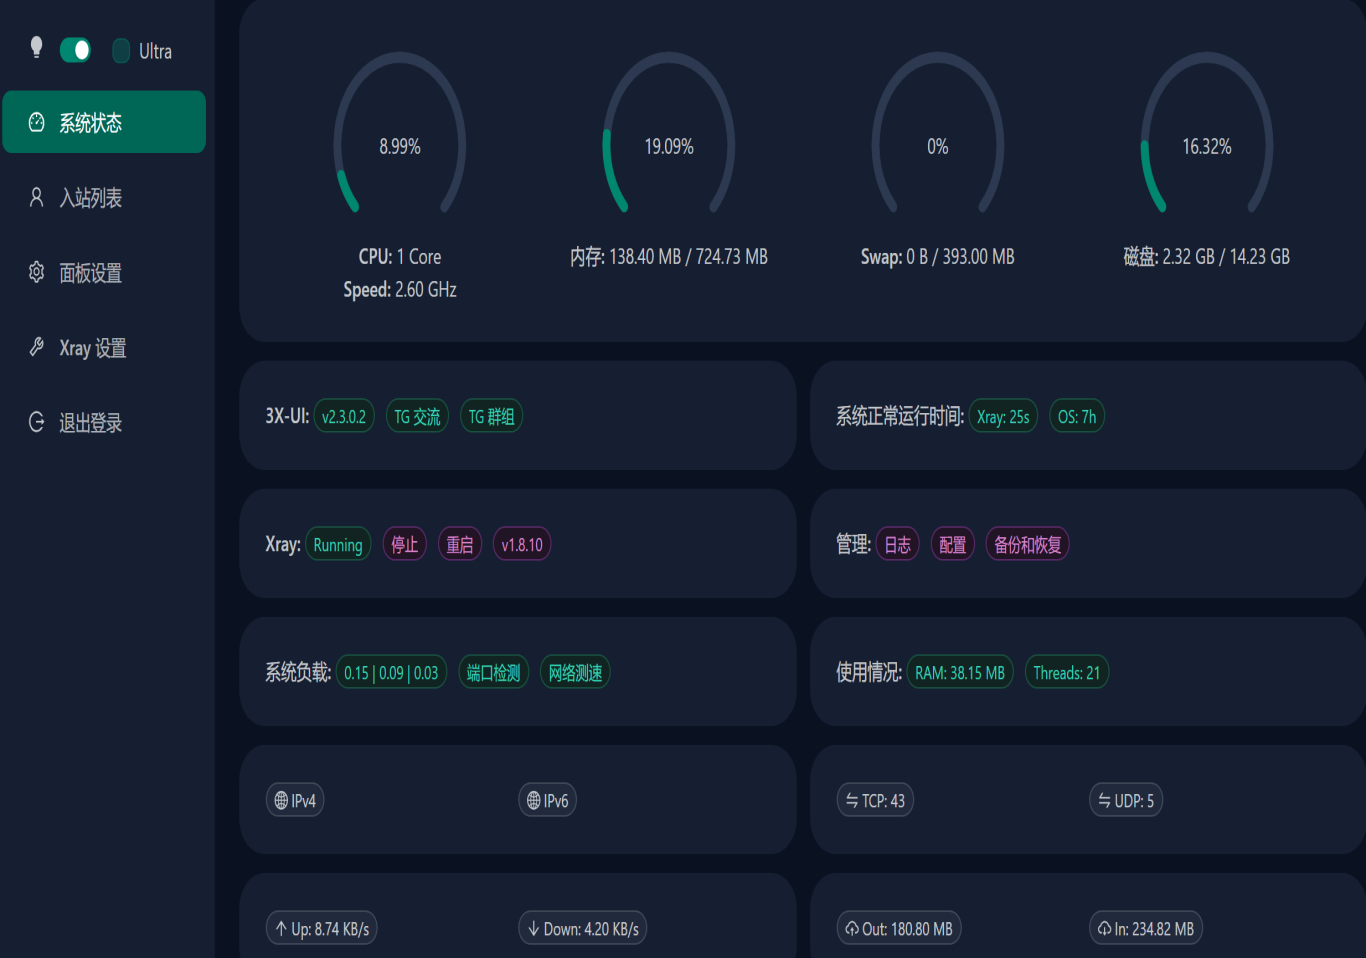 Ultra
系统状态
入站列表
面板设置
Xray 设置
退出登录
8.99%
19.09%
0%
16.32%
CPU: 1 Core
Speed: 2.60 GHz
内存: 138.40 MB / 724.73 MB
Swap: 0 B / 393.00 MB
磁盘: 2.32 GB / 14.23 GB
3X-UI: v2.3.0.2 TG 交流 TG 群组
系统正常运行时间: Xray: 25s OS: 7h
Xray: Running 停止 重启 v1.8.10
管理: 日志 配置 备份和恢复
系统负载: 0.15 | 0.09 | 0.03 端口检测 网络测速
使用情况: RAM: 38.15 MB Threads: 21
IPv4 IPv6
TCP: 43 UDP: 5
Up: 8.74 KB/s Down: 4.20 KB/s
Out: 180.80 MB In: 234.82 MB